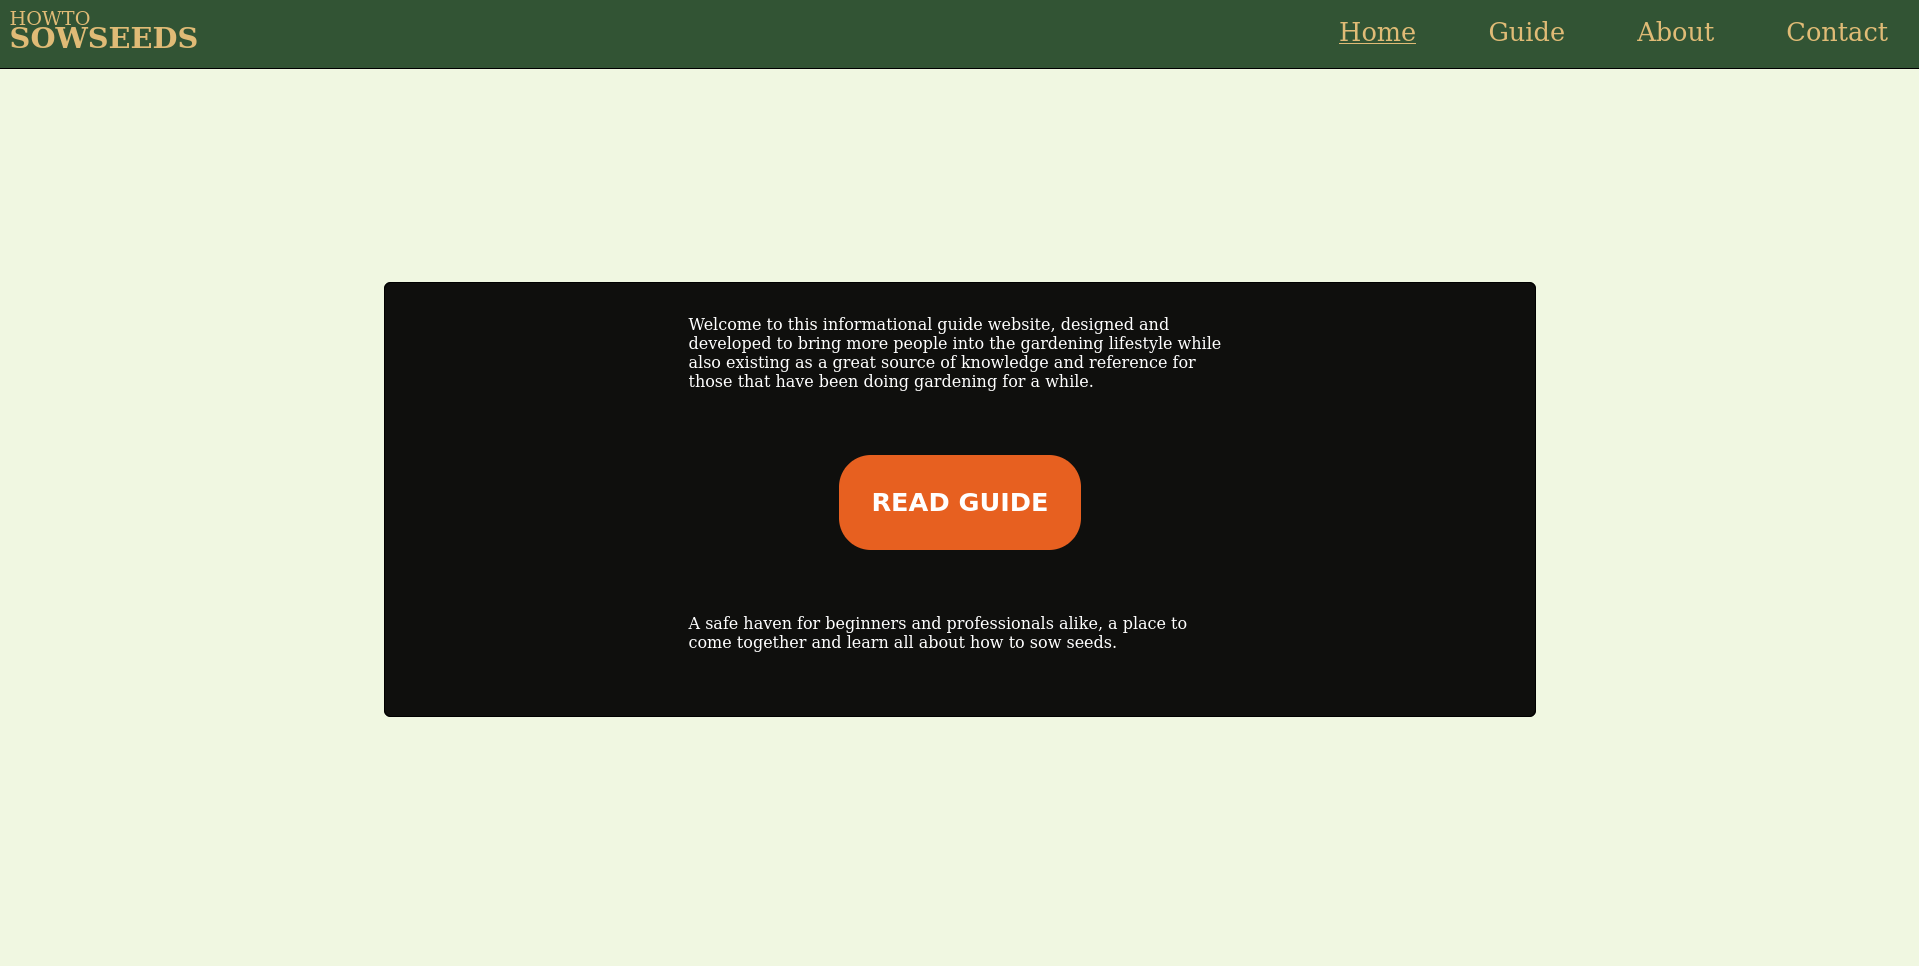 HOWTO
SOWSEEDS
Home Guide About Contact
Welcome to this informational guide website, designed and
developed to bring more people into the gardening lifestyle while
also existing as a great source of knowledge and reference for
those that have been doing gardening for a while.
READ GUIDE
A safe haven for beginners and professionals alike, a place to
come together and learn all about how to sow seeds.